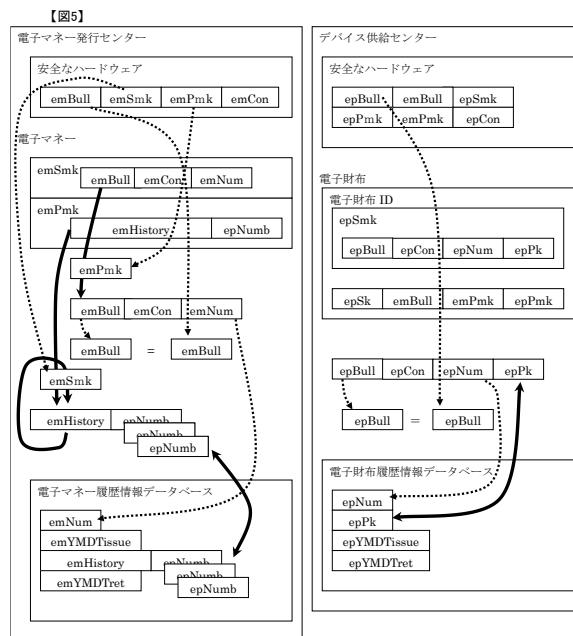 【図5】
電子マネー発行センター
安全なハードウェア
emBull emSmk emPmk emCon
電子マネー
emSmk
emBull emCon emNum
emPmk
emHistory epNumb
emPmk
emBull emCon emNum
emBull = emBull
emSmk
emHistory epNumb
epNumb
epNumb
電子マネー履歴情報データベース
emNum
emYMDTissue
emHistory epNumb
emYMDTret epNumb
epNumb
デバイス供給センター
安全なハードウェア
epBull emBull epSmk
epPmk emPmk epCon
電子財布
電子財布 ID
epSmk
epBull epCon epNum epPk
epSk emBull emPmk epPmk
epBull epCon epNum epPk
epBull = epBull
電子財布履歴情報データベース
epNum
epPk
epYMDTissue
epYMDTret